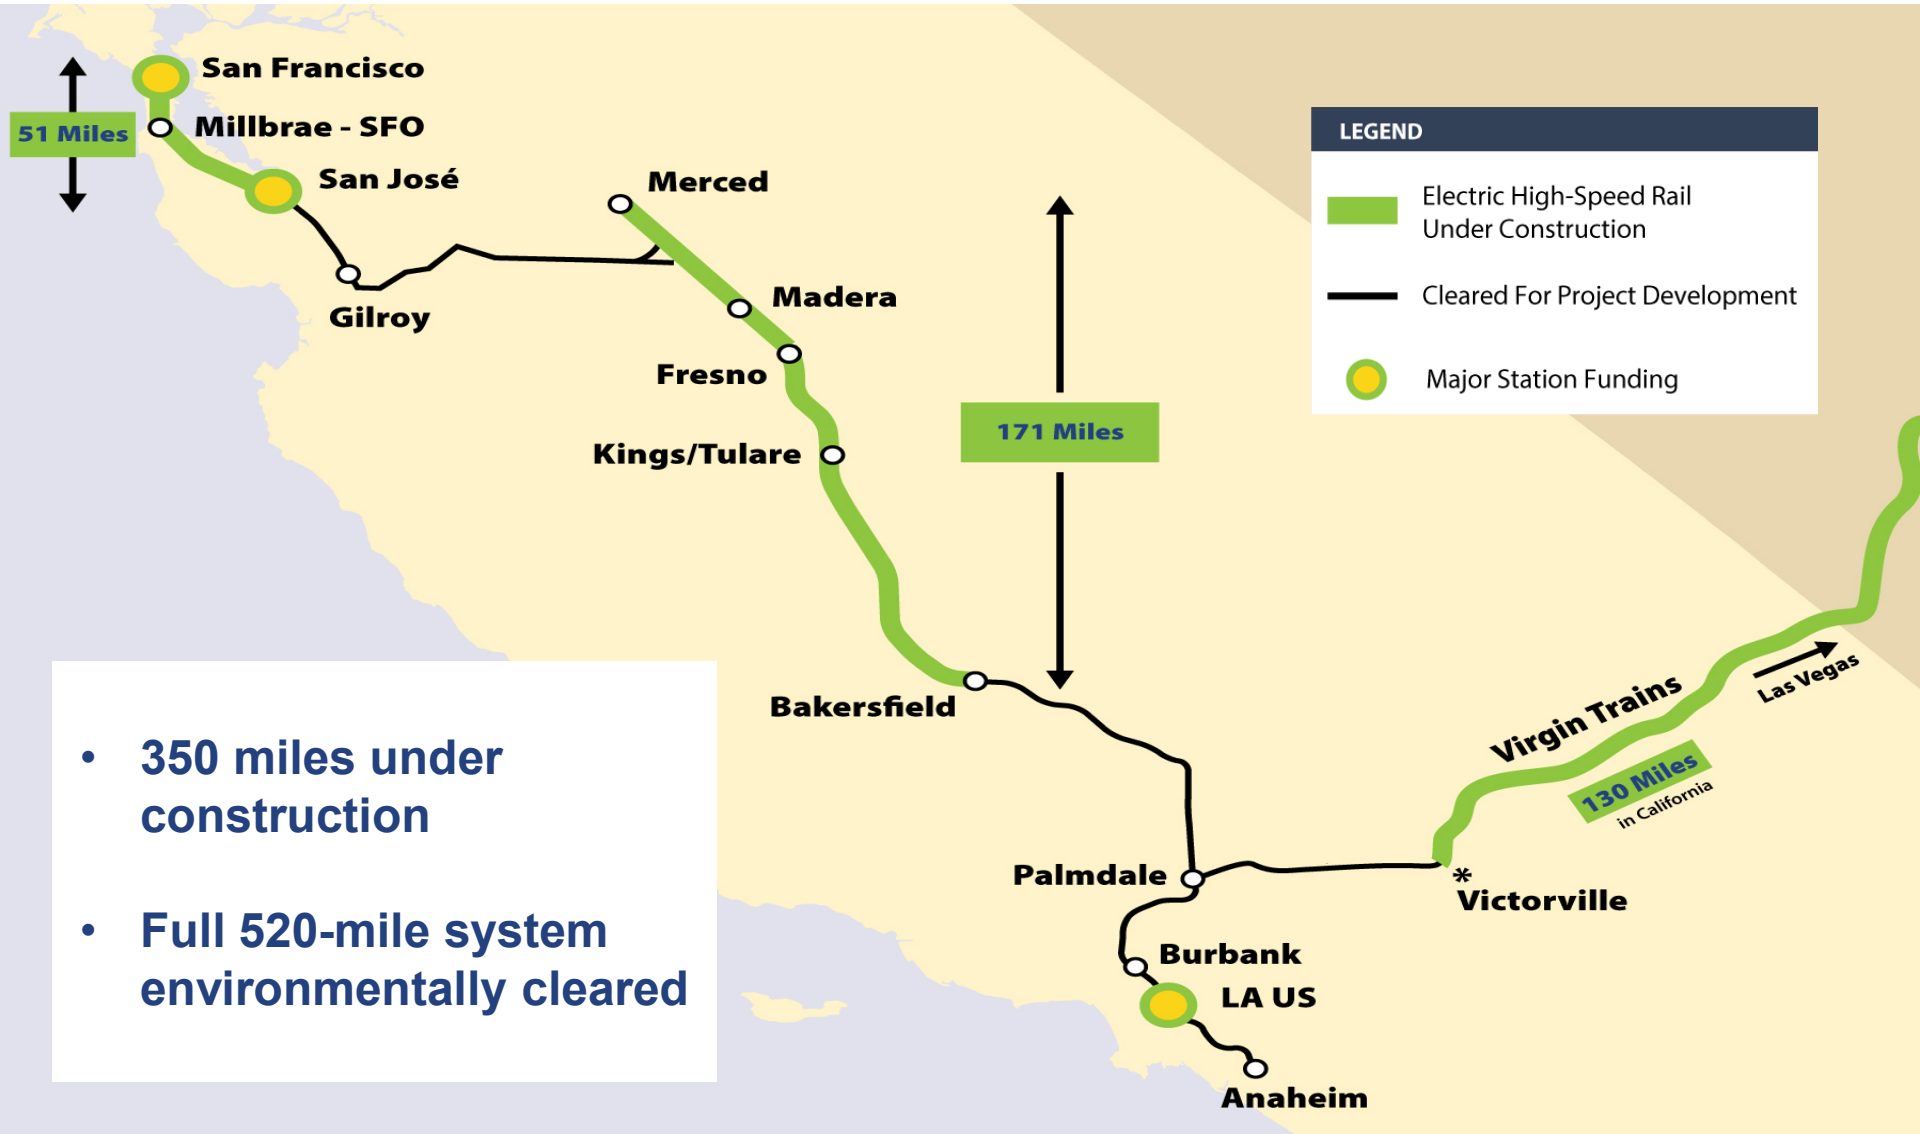 San Francisco
51 Miles
Millbrae - SFO
San José
Merced
Gilroy
Madera
Fresno
Kings/Tulare
171 Miles
Bakersfield
LEGEND
Electric High-Speed Rail
Under Construction
Cleared For Project Development
Major Station Funding
Las Vegas
Virgin Trains
130 Miles
in California
Palmdale
*
Victorville
Burbank
LA US
Anaheim
• 350 miles under
construction
• Full 520-mile system
environmentally cleared